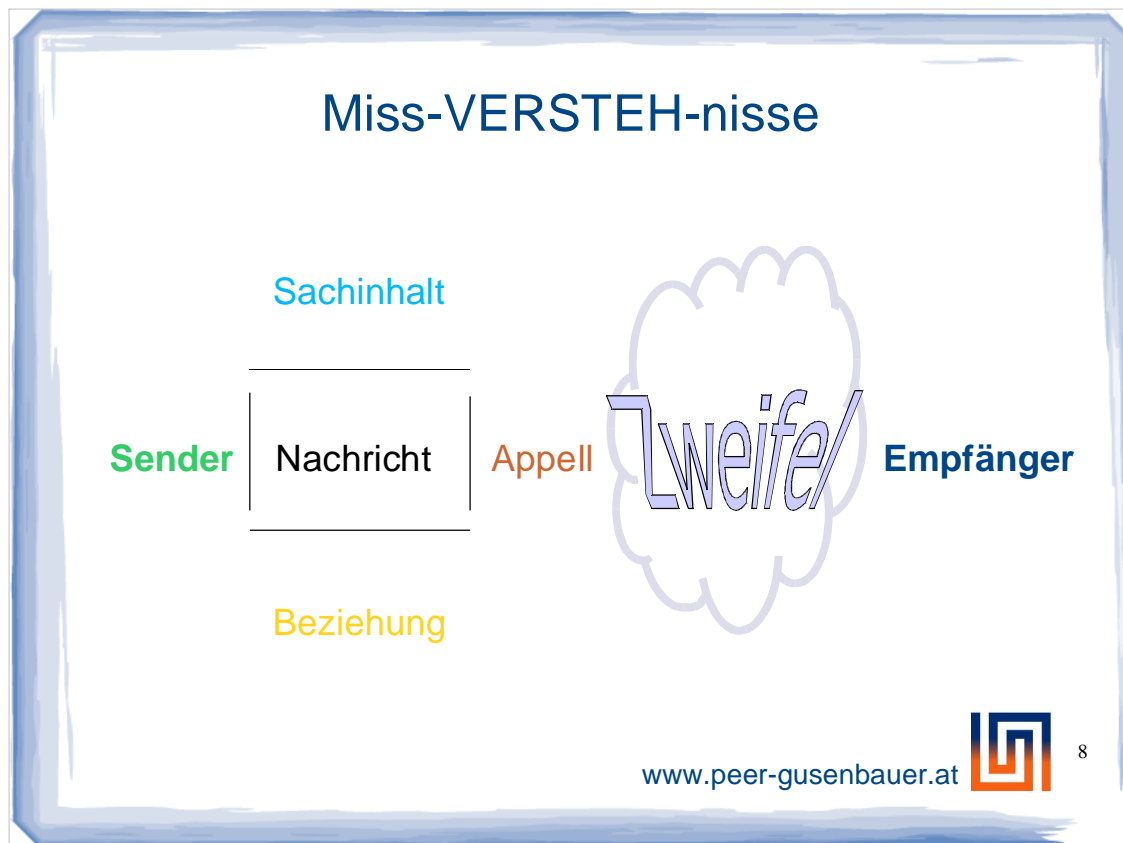 Miss-VERSTEH-nisse
Sachinhalt
Sender Nachricht Appell Zweifel Empfänger
Beziehung
www.peer-gusenbauer.at
8